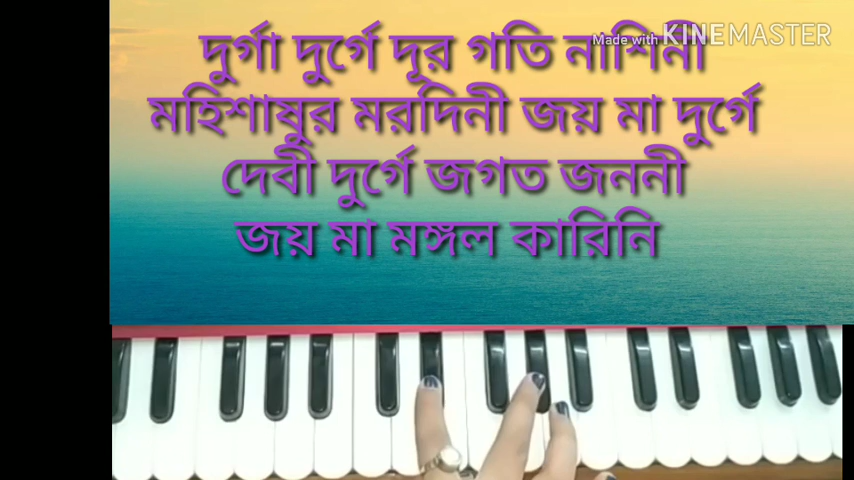 দুর্গা দুর্গে দূর গতি নাশিনী
Made with KINEMASTER
মহিশাষুর মরদিনী জয় মা দুর্গে
দেবী দুর্গে জগত জননী
জয় মা মঙ্গল কারিনি